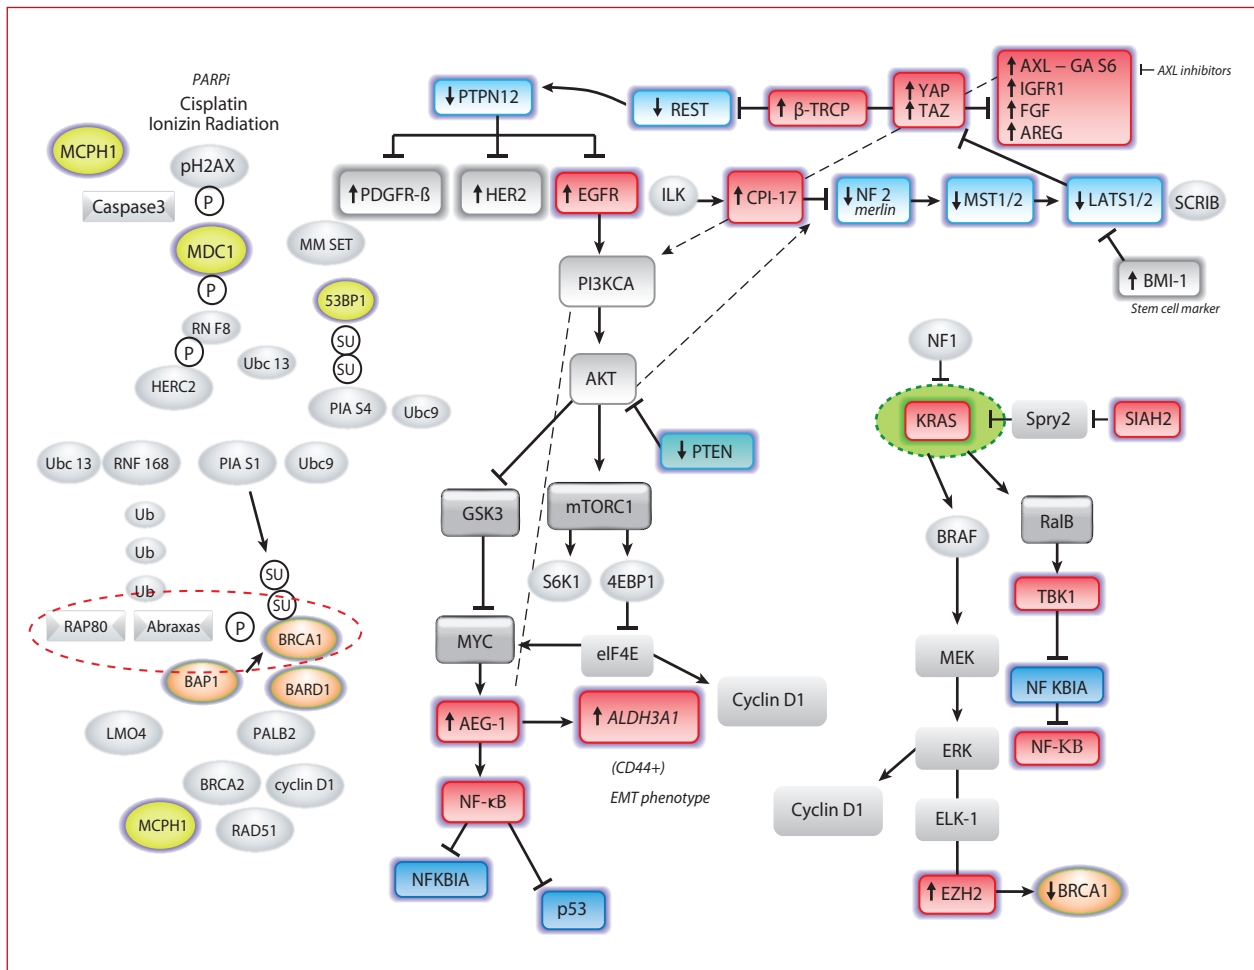 PARPi
Cisplatin
Ionizin Radiation
MCPH1
pH2AX
Caspase3
P
MDC1
P
MM SET
53BP1
RN F8
P
HERC2
Ubc 13
SU
SU
PIA S4
Ubc9
Ubc 13
RNF 168
PIA S1
Ubc9
Ub
Ub
Ub
SU
SU
RAP80
Abraxas
P
BRCA1
BAP1
BARD1
LMO4
PALB2
BRCA2
cyclin D1
MCPH1
RAD51
↓ PTPN12
↓ REST
↑ β-TRCP
↑ YAP
↑ TAZ
↑ AXL – GA S6
↑ IGFR1
↑ FGF
↑ AREG
AXL inhibitors
↑ PDGFR-ß
↑ HER2
↑ EGFR
ILK
↑ CPI-17
↓ NF 2
merlin
↓ MST1/2
↓ LATS1/2
SCRIB
↑ BMI-1
Stem cell marker
PI3KCA
AKT
↓ PTEN
GSK3
mTORC1
S6K1
4EBP1
MYC
elF4E
Cyclin D1
↑ AEG-1
↑ ALDH3A1
(CD44+)
EMT phenotype
NF-κB
NFKBIA
p53
NF1
KRAS
Spry2
SIAH2
BRAF
RalB
TBK1
MEK
NF KBIA
ERK
NF-KB
Cyclin D1
ELK-1
↑ EZH2
↓ BRCA1